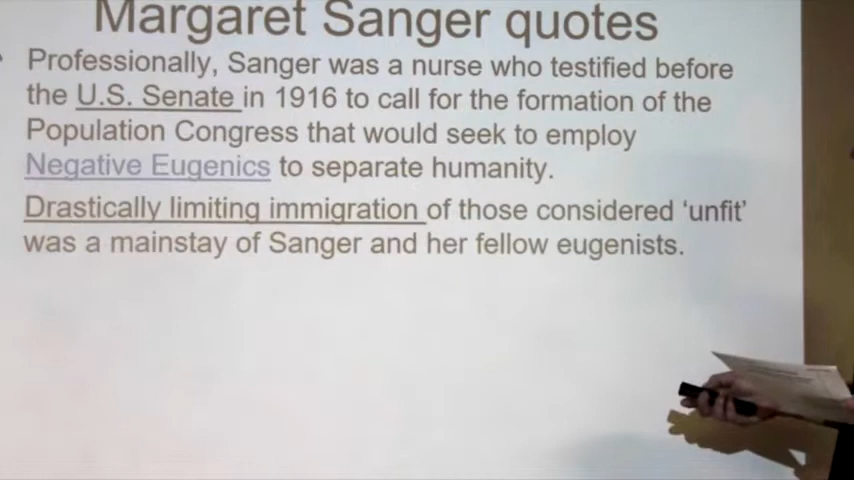 Margaret Sanger quotes
Professionally, Sanger was a nurse who testified before
the U.S. Senate in 1916 to call for the formation of the
Population Congress that would seek to employ
Negative Eugenics to separate humanity.
Drastically limiting immigration of those considered ‘unfit’
was a mainstay of Sanger and her fellow eugenists.